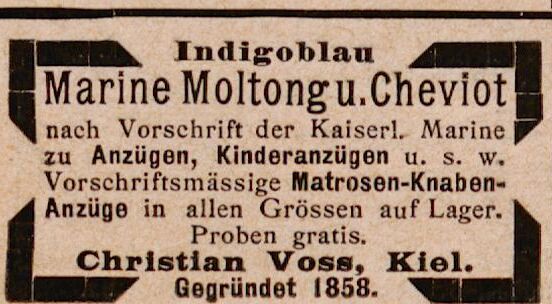 Indigoblau
Marine Moltong u. Cheviot
nach Vorschrift der Kaiserl. Marine
zu Anzügen, Kinderanzügen u. s. w.
Vorschriftsmässige Matrosen-Knaben-
Anzüge in allen Grössen auf Lager.
Proben gratis.
Christian Voss, Kiel.
Gegründet 1858.